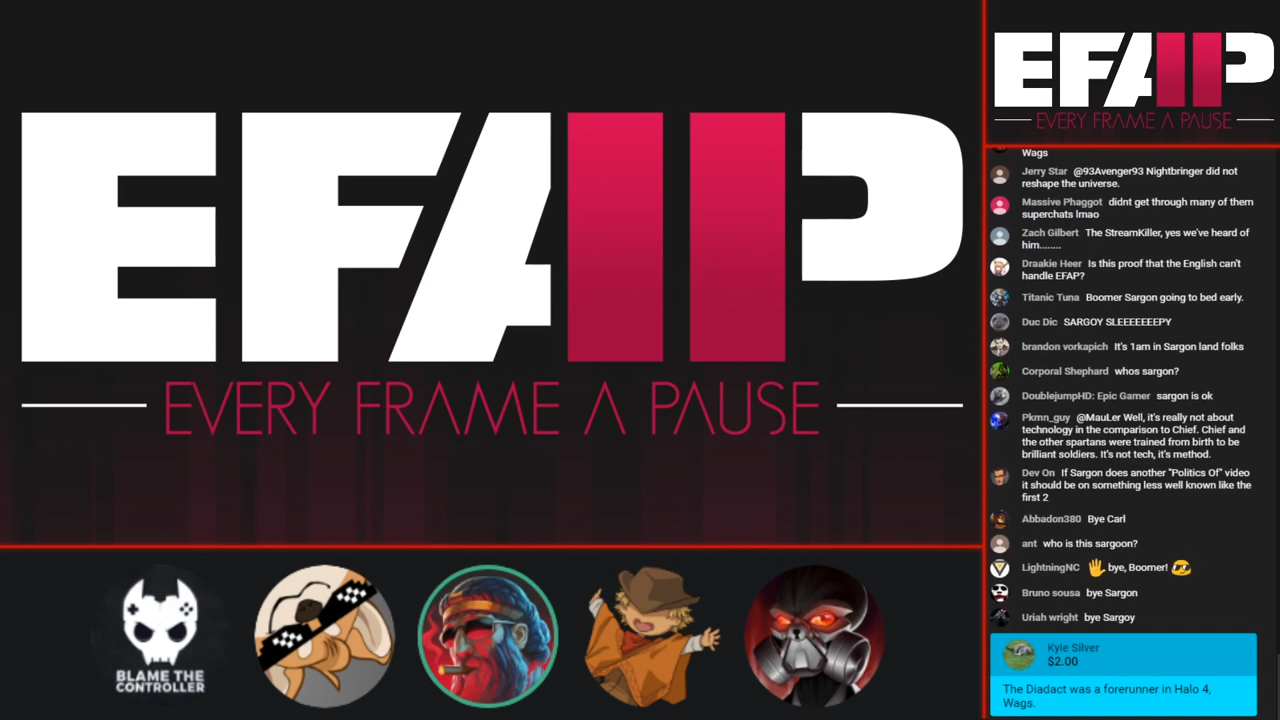 EFAP
EVERY FRAME A PAUSE
BLAME THE
CONTROLLER
EFAP
EVERY FRAME A PAUSE
Wags
Jerry Star @93Avenger93 Nightbringer did not
reshape the universe.
Massive Phaggot didnt get through many of them
superchats lmao
Zach Gilbert The StreamKiller, yes we've heard of
him........
Draakie Heer Is this proof that the English can't
handle EFAP?
Titanic Tuna Boomer Sargon going to bed early.
Duc Dic SARGOY SLEEEEEEEPY
brandon vorkapich It's 1am in Sargon land folks
Corporal Shephard whos sargon?
DoublejumpHD: Epic Gamer sargon is ok
Pkmn_guy @MauLer Well, it's really not about
technology in the comparison to Chief. Chief and
the other spartans were trained from birth to be
brilliant soldiers. It's not tech, it's method.
Dev On If Sargon does another "Politics Of" video
it should be on something less well known like the
first 2
Abbadon380 Bye Carl
ant who is this sargoon?
LightningNC 🖐 bye, Boomer! 🤓
Bruno sousa bye Sargon
Uriah wright bye Sargoy
Kyle Silver
$2.00
The Diadact was a forerunner in Halo 4,
Wags.